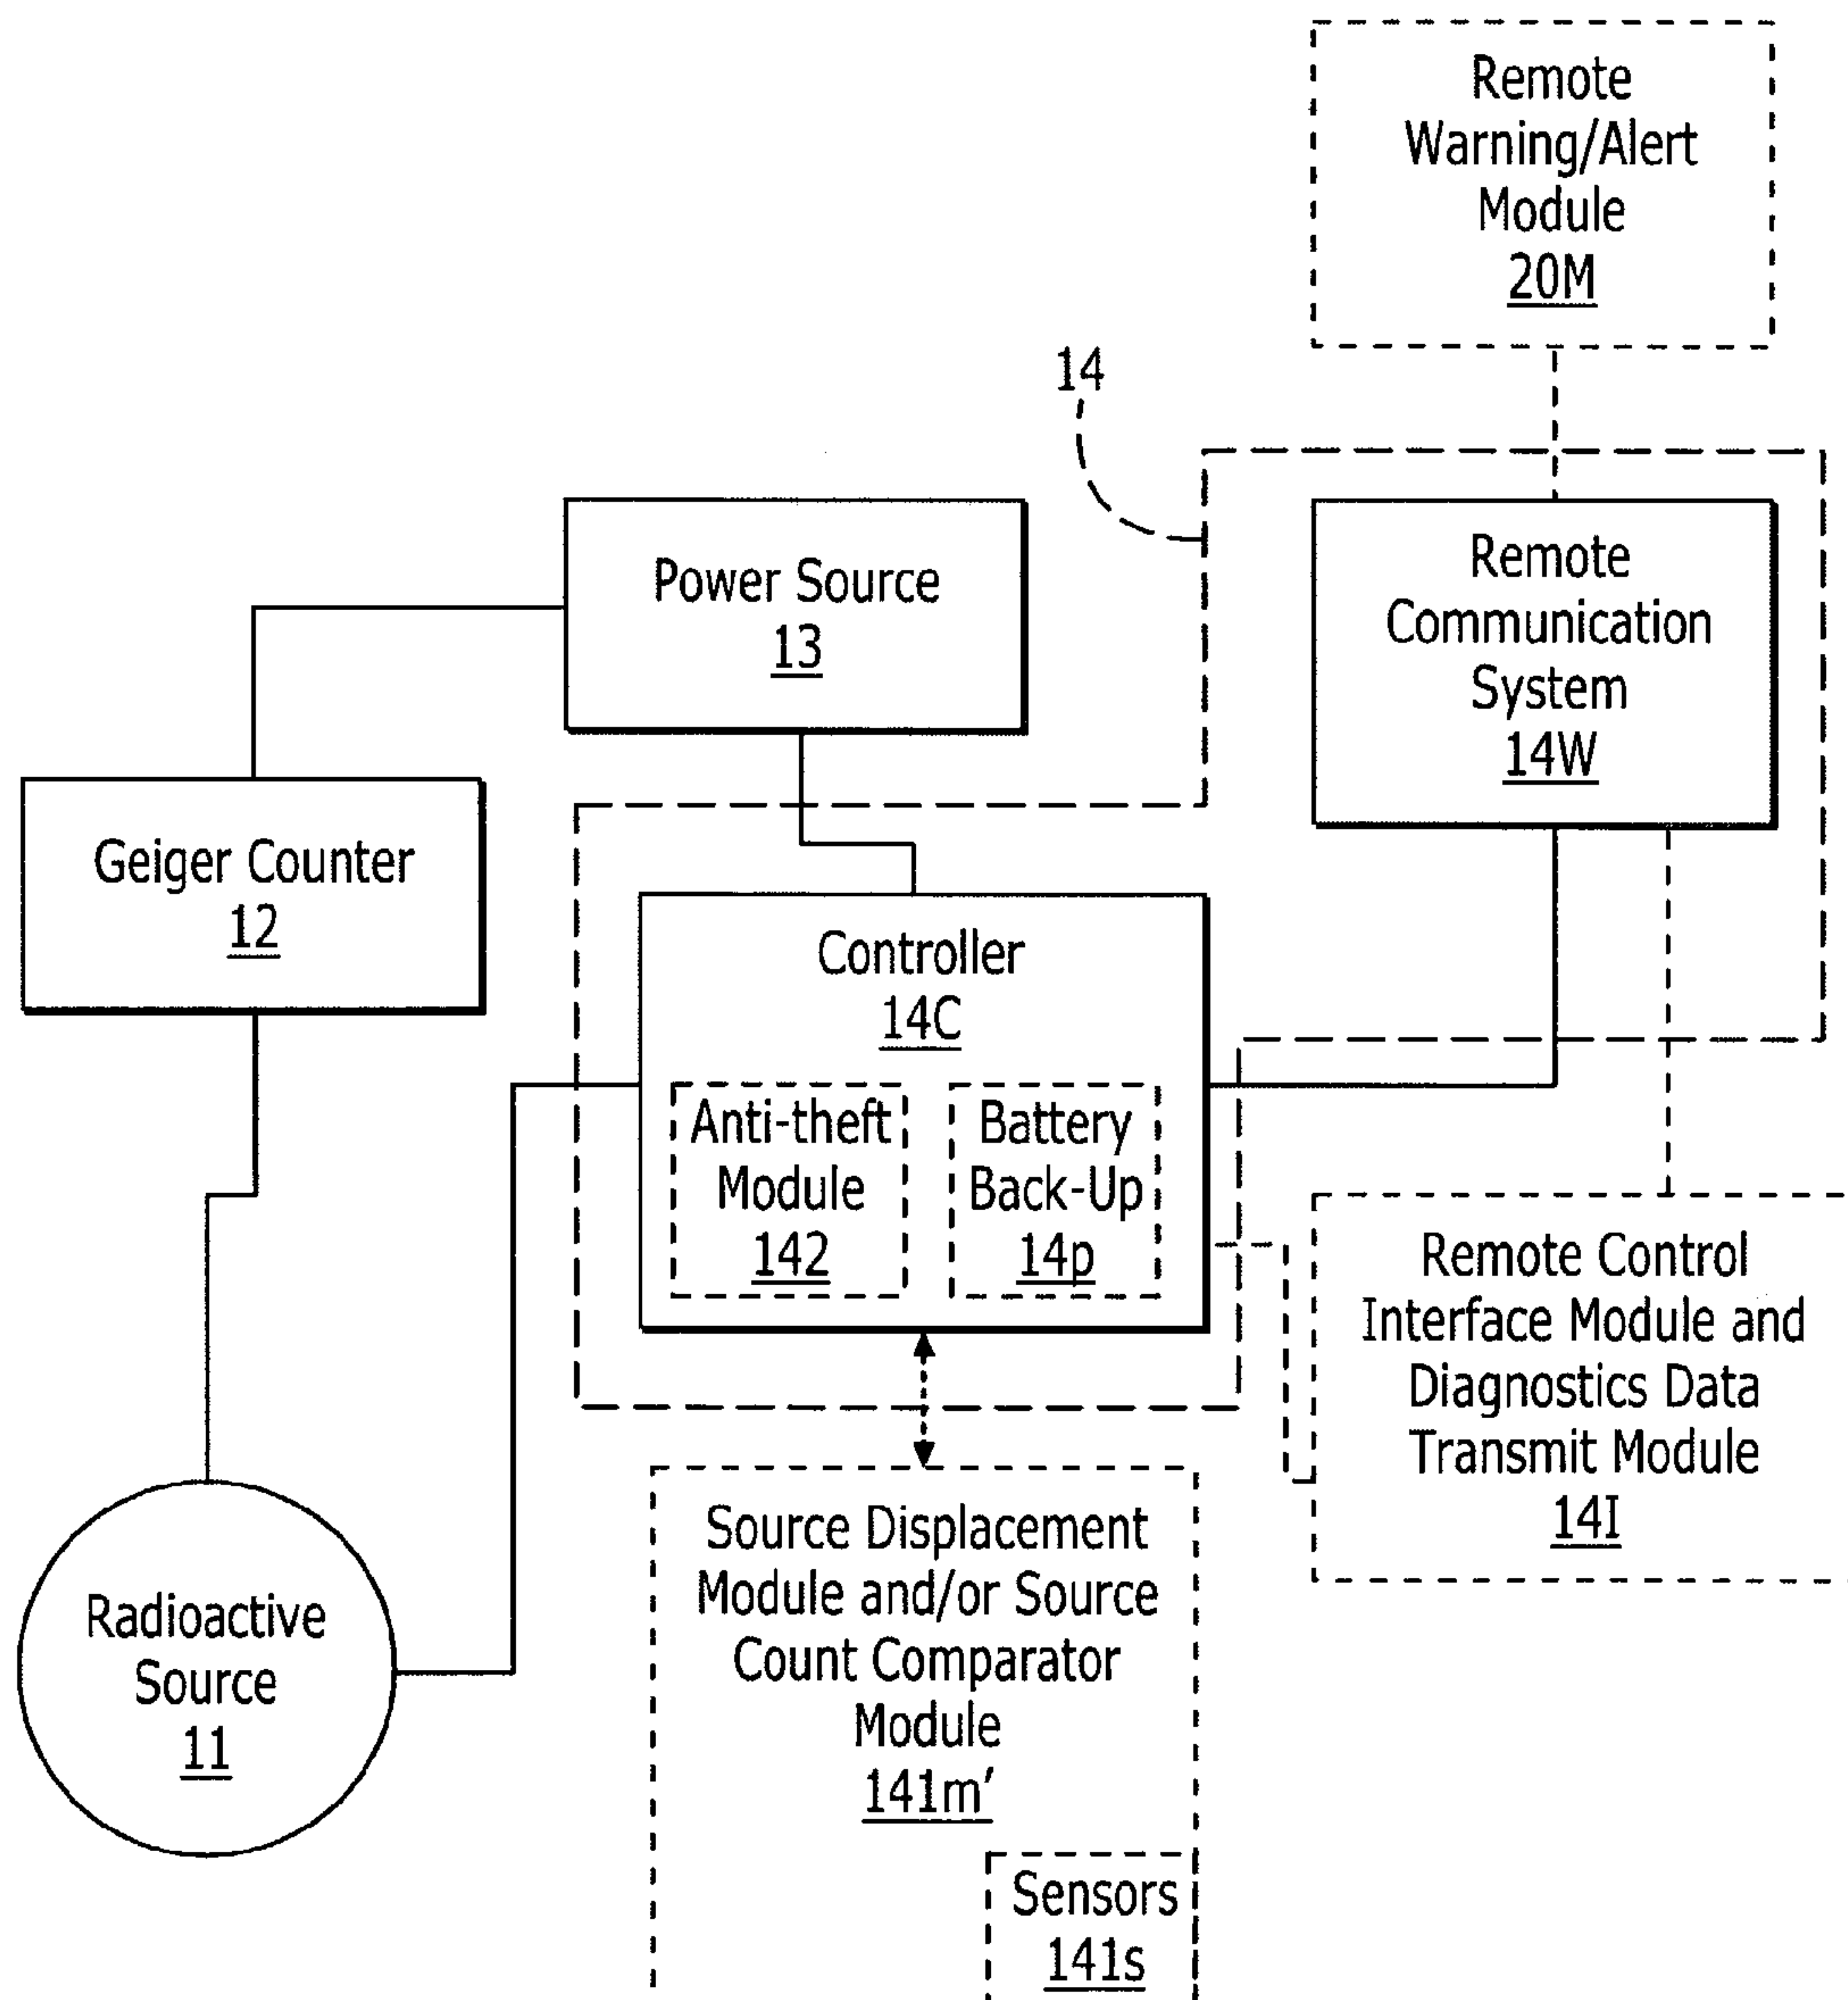 Remote
Warning/Alert
Module
20M
14
Power Source
13
Remote
Communication
System
14W
Geiger Counter
12
Controller
14C
Anti-theft
Module
142
Battery
Back-Up
14p
Remote Control
Interface Module and
Diagnostics Data
Transmit Module
14I
Source Displacement
Module and/or Source
Count Comparator
Module
141m'
Radioactive
Source
11
Sensors
141s